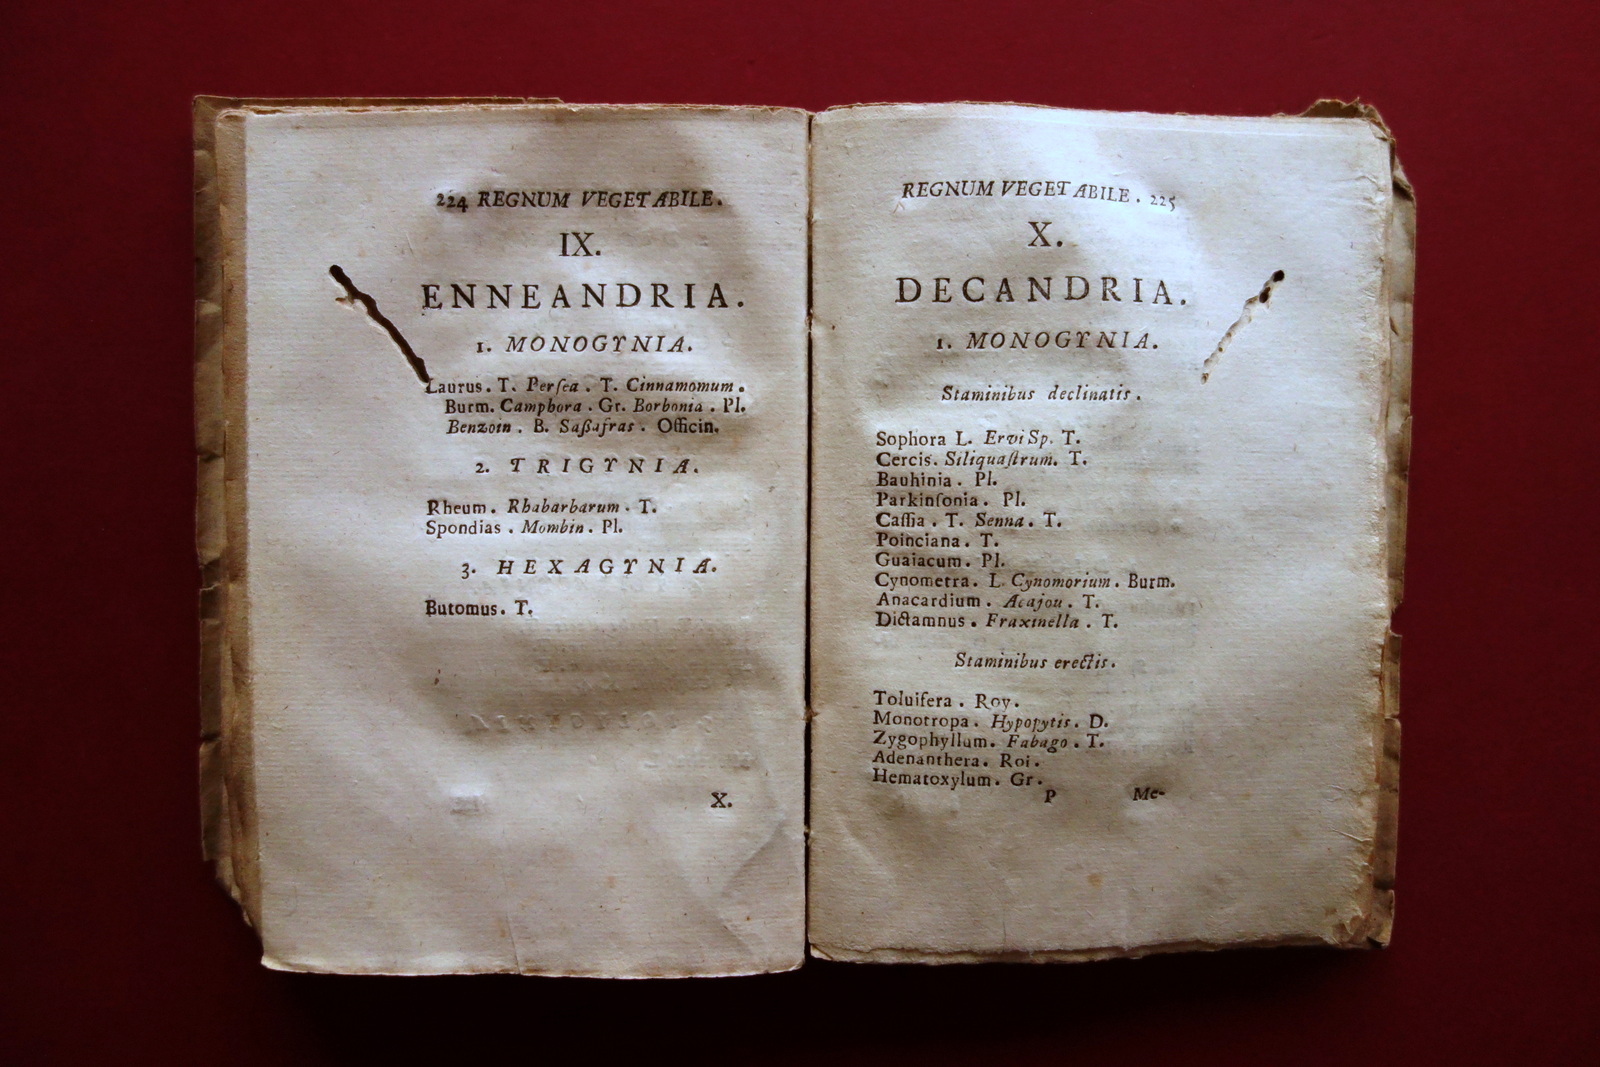 224 REGNUM VEGETABILE.
IX.
ENNEANDRIA.
1. MONOGYNIA.
Laurus. T. Perſea. T. Cinnamomum.
Burm. Camphora. Gr. Borbonia. Pl.
Benzoin. B. Saßafras. Officin.
2. TRIGYNIA.
Rheum. Rhabarbarum. T.
Spondias. Mombin. Pl.
3. HEXAGYNIA.
Butomus. T.
X.
REGNUM VEGETABILE. 225
X.
DECANDRIA.
1. MONOGYNIA.
Staminibus declinatis.
Sophora L. Ervi Sp. T.
Cercis. Siliquaſtrum. T.
Bauhinia. Pl.
Parkinſonia. Pl.
Caſſia. T. Senna. T.
Poinciana. T.
Guaiacum. Pl.
Cynometra. L. Cynomorium. Burm.
Anacardium. Acajou. T.
Dictamnus. Fraxinella. T.
Staminibus erectis.
Toluifera. Roy.
Monotropa. Hypopytis. D.
Zygophyllum. Fabago. T.
Adenanthera. Roi.
Hematoxylum. Gr.
P Me-